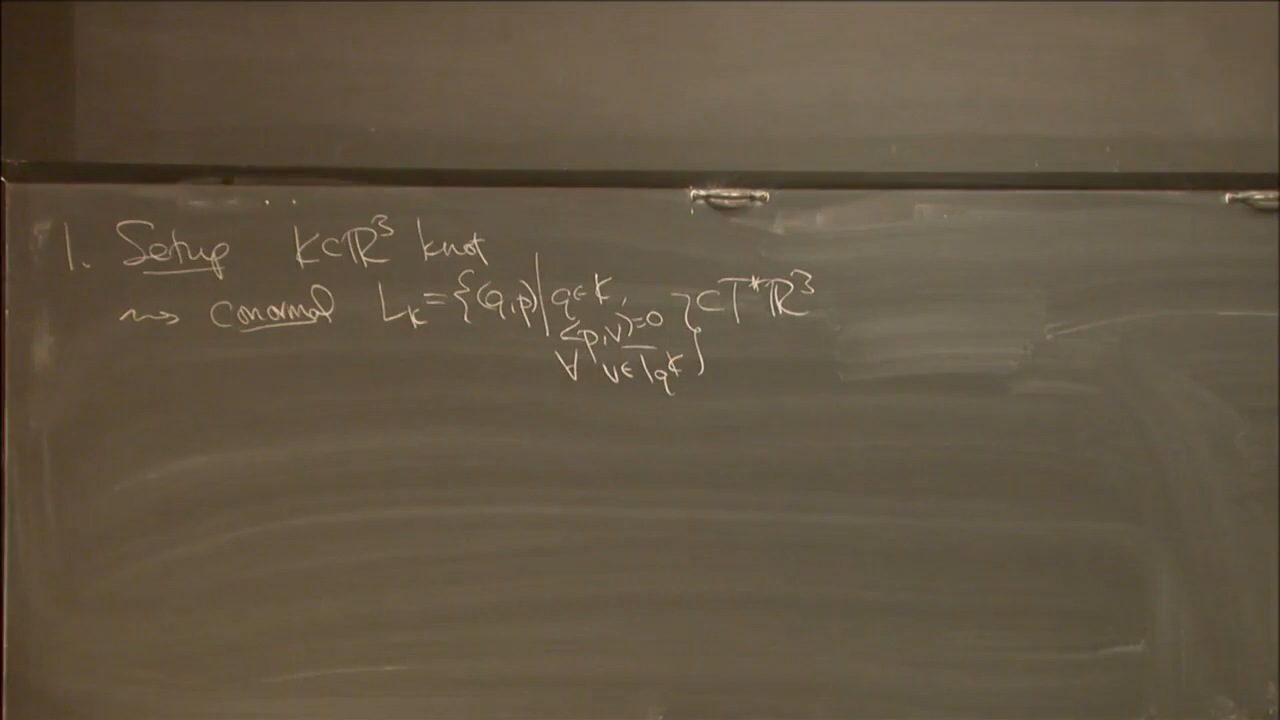 1. Setup K⊂ℝ³ knot
⇝ conormal L_K = {(q,p) | q∈K, } ⊂ T*ℝ³
⟨p,v⟩=0
∀ v∈T_qK